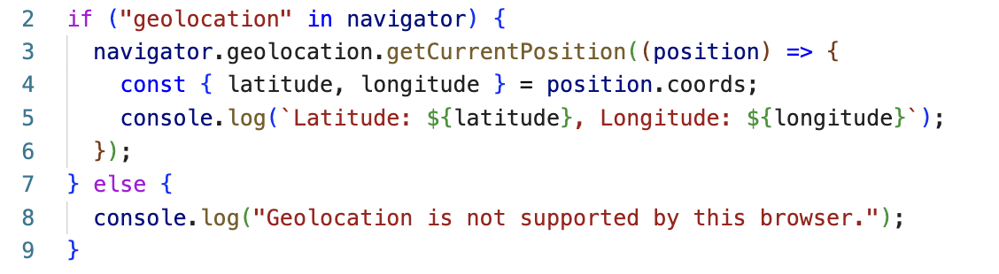 2 if ("geolocation" in navigator) {
3 navigator.geolocation.getCurrentPosition((position) => {
4 const { latitude, longitude } = position.coords;
5 console.log(`Latitude: ${latitude}, Longitude: ${longitude}`);
6 });
7 } else {
8 console.log("Geolocation is not supported by this browser.");
9 }